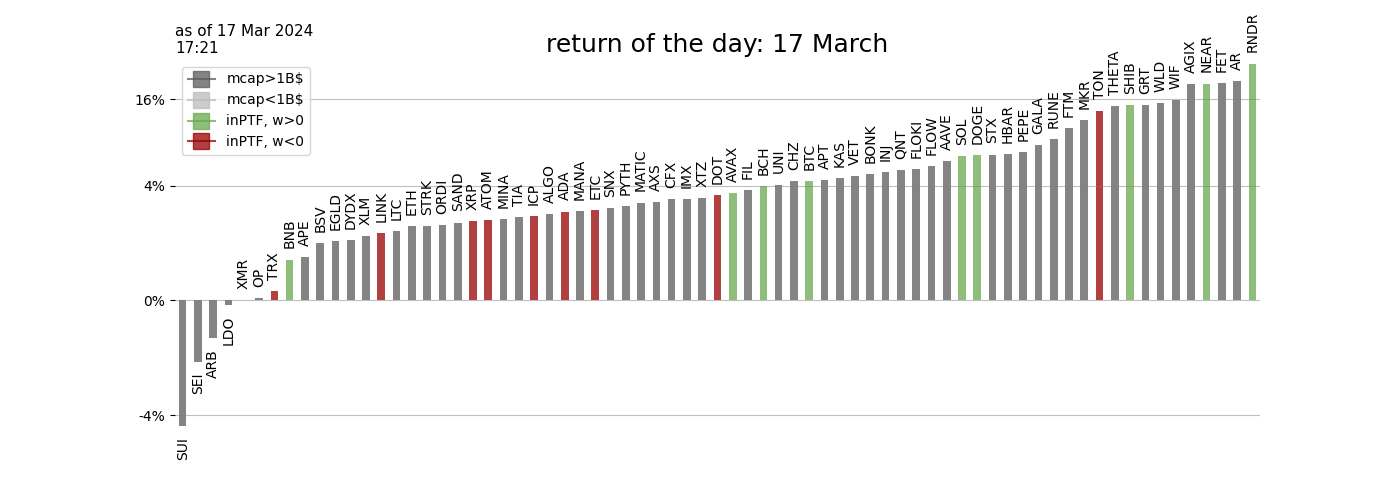 as of 17 Mar 2024
17:21
return of the day: 17 March
mcap>1B$
mcap<1B$
inPTF, w>0
inPTF, w<0
16%
4%
0%
-4%
SUI
SEI
ARB
LDO
XMR
OP
TRX
BNB
APE
BSV
EGLD
DYDX
XLM
LINK
LTC
ETH
STRK
ORDI
SAND
XRP
ATOM
MINA
TIA
ICP
ALGO
ADA
MANA
ETC
SNX
PYTH
MATIC
AXS
CFX
IMX
XTZ
DOT
AVAX
FIL
BCH
UNI
CHZ
BTC
APT
KAS
VET
BONK
INJ
QNT
FLOKI
FLOW
AAVE
SOL
DOGE
STX
HBAR
PEPE
GALA
RUNE
FTM
MKR
TON
THETA
SHIB
GRT
WLD
WIF
AGIX
NEAR
FET
AR
RNDR